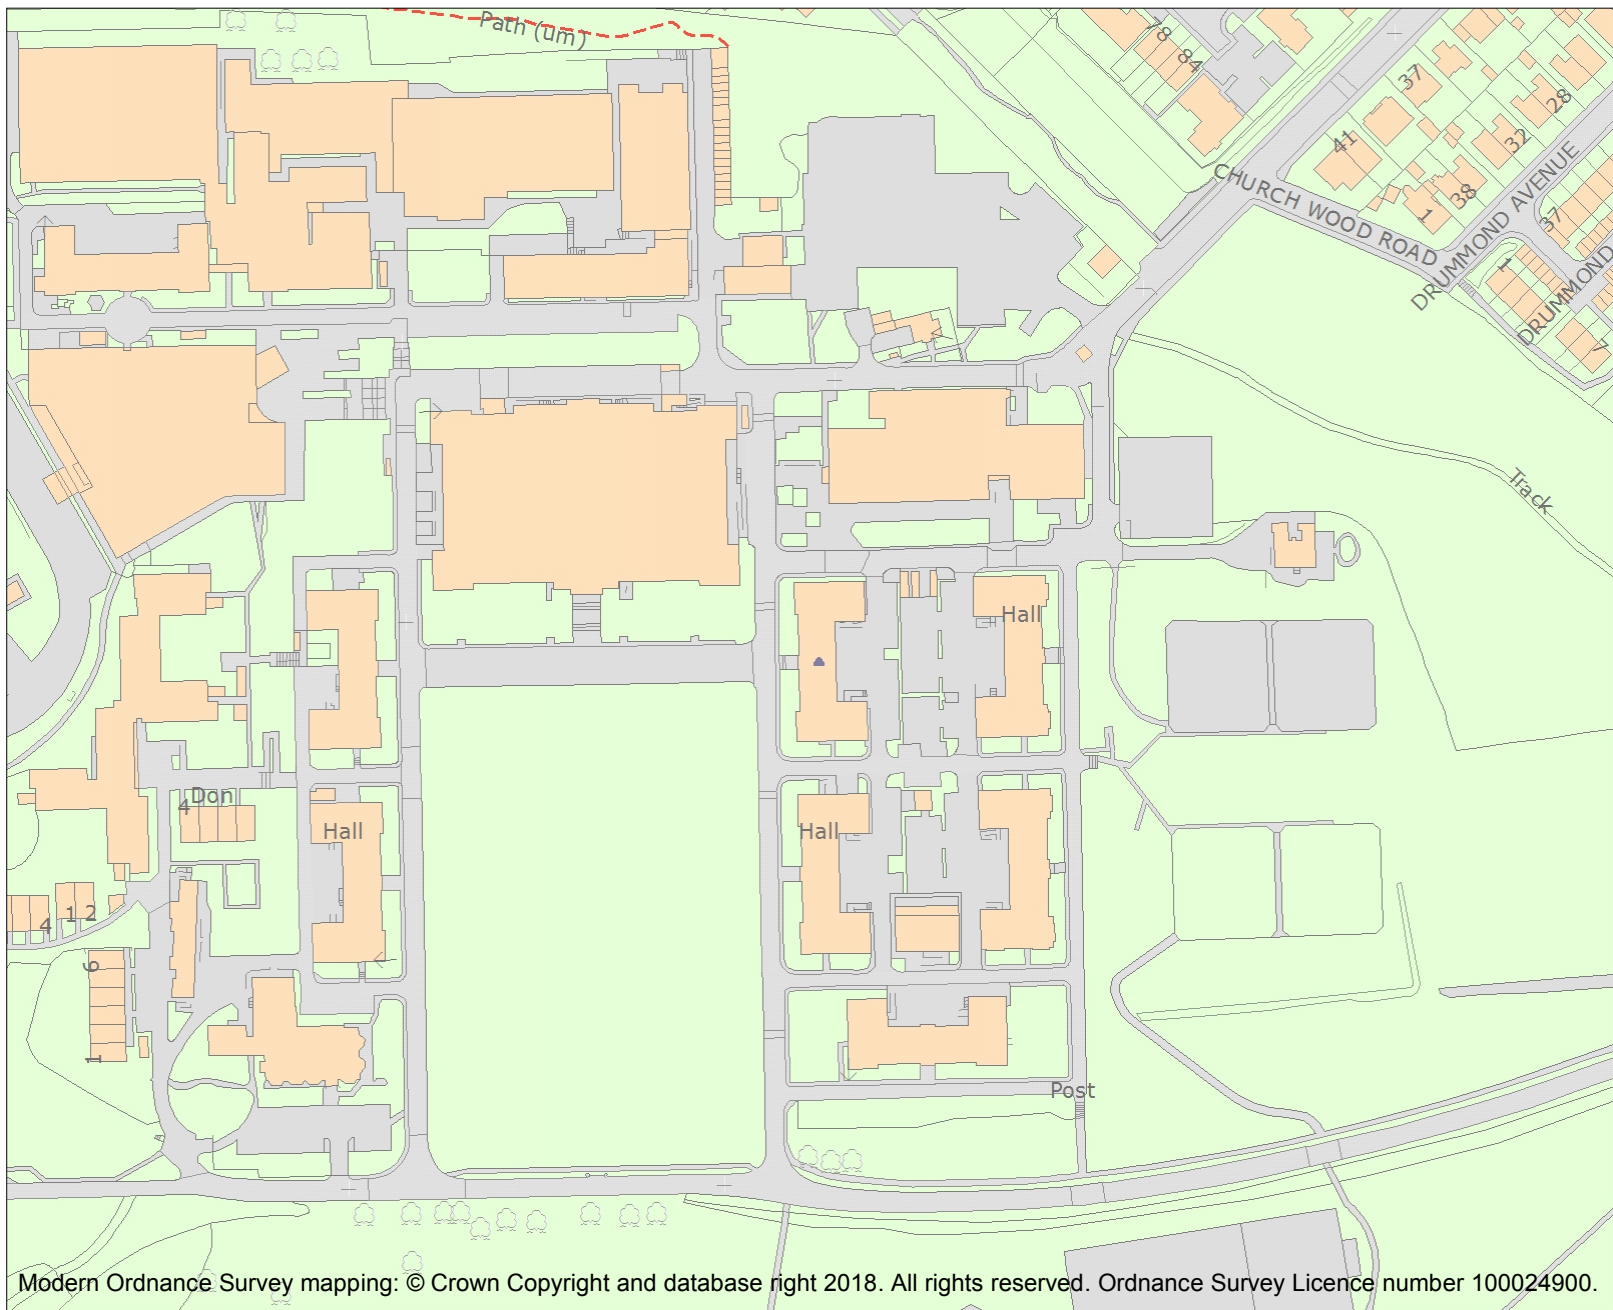 Path (um)
78
84
37
28
41
32
CHURCH WOOD ROAD
38
1
DRUMMOND AVENUE
37
1
DRUMMOND
7
Track
Hall
Don
4
Hall
Hall
4
1 2
6
1
Post
Modern Ordnance Survey mapping: © Crown Copyright and database right 2018. All rights reserved. Ordnance Survey Licence number 100024900.